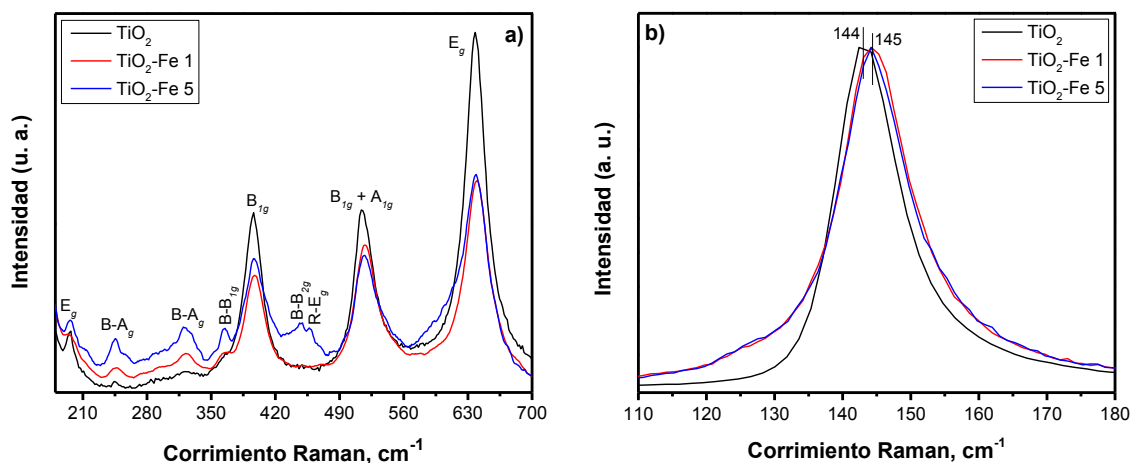 TiO2
TiO2-Fe 1
TiO2-Fe 5
a)
Eg
B-Ag
B-Ag
B-B1g
B1g
B-B2g
R-Eg
B1g + A1g
Eg
Intensidad (u. a.)
210 280 350 420 490 560 630 700
Corrimiento Raman, cm-1
b)
144 145
TiO2
TiO2-Fe 1
TiO2-Fe 5
Intensidad (a. u.)
110 120 130 140 150 160 170 180
Corrimiento Raman, cm-1